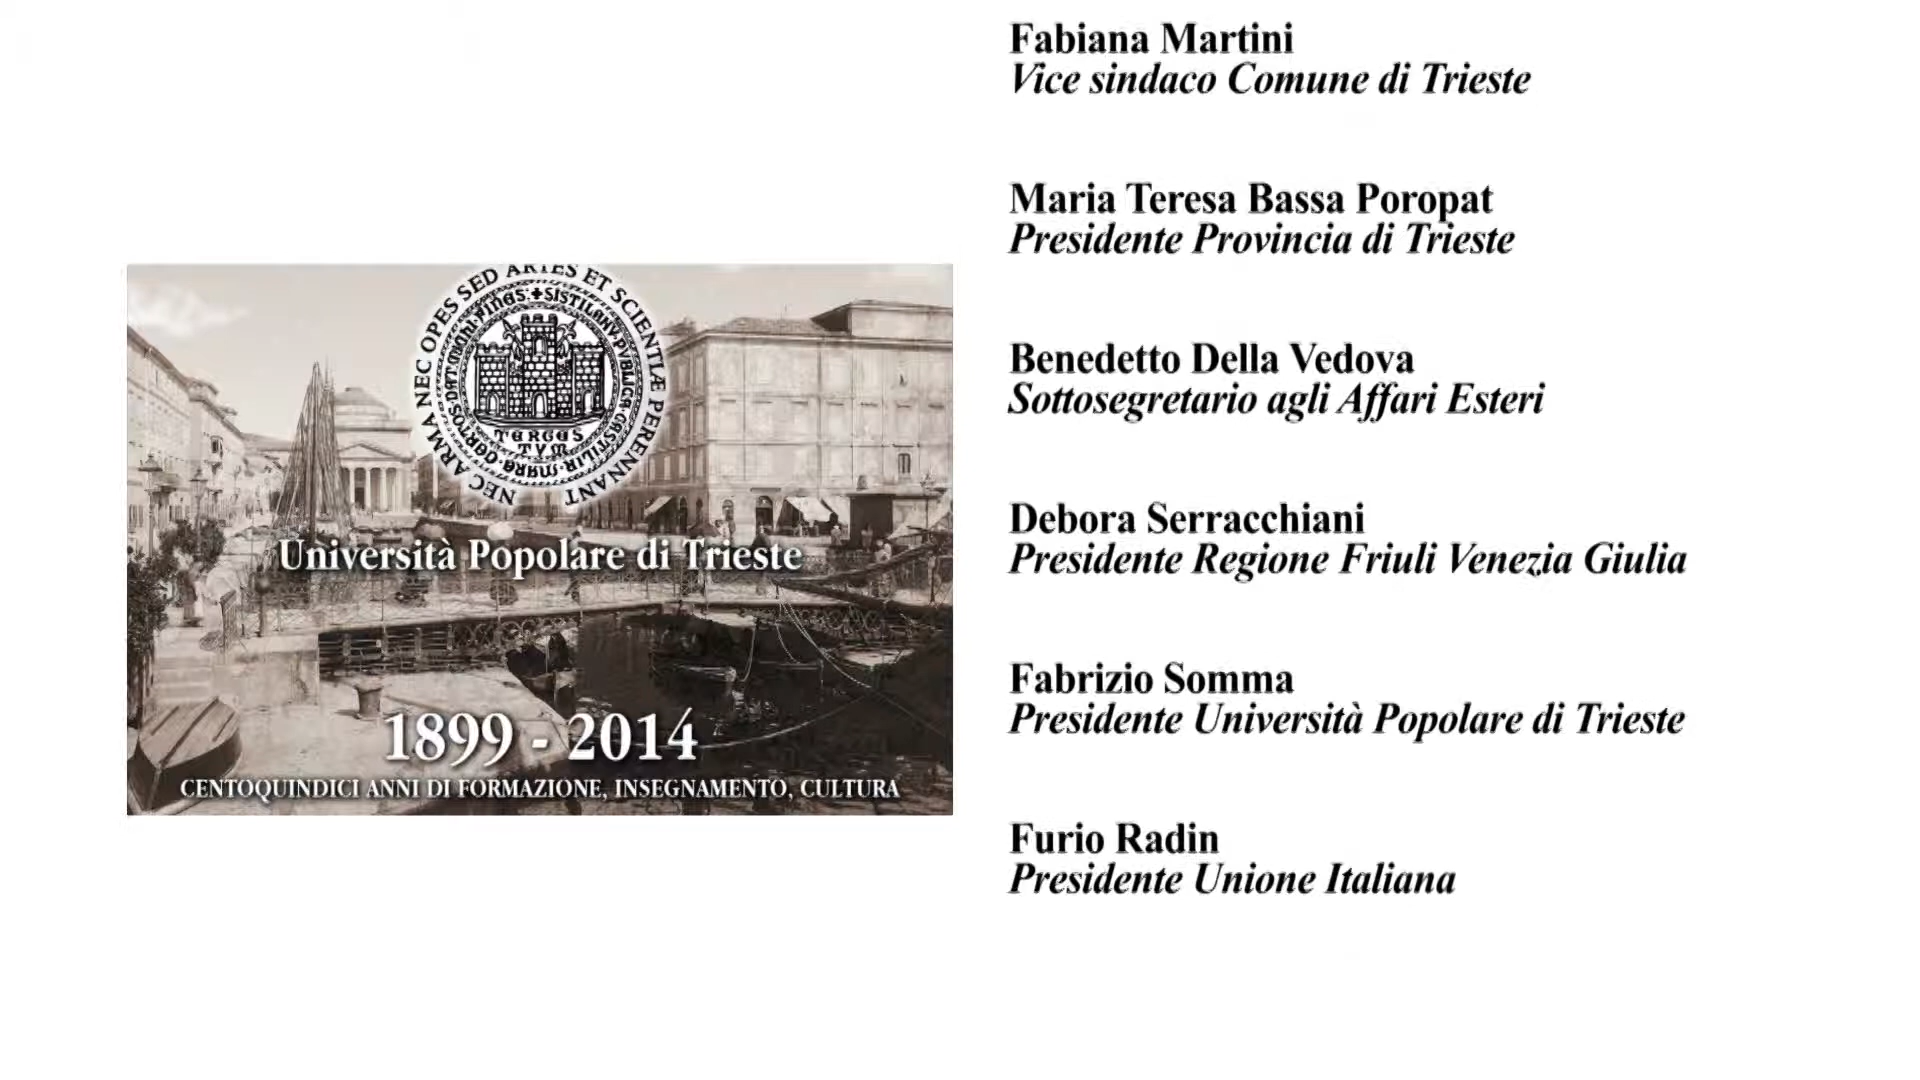 NEC ARMA NEC OPES SED ARTES ET SCIENTIÆ PERENNANT
TERGES
TVM
Università Popolare di Trieste
1899 - 2014
CENTOQUINDICI ANNI DI FORMAZIONE, INSEGNAMENTO, CULTURA
Fabiana Martini
Vice sindaco Comune di Trieste
Maria Teresa Bassa Poropat
Presidente Provincia di Trieste
Benedetto Della Vedova
Sottosegretario agli Affari Esteri
Debora Serracchiani
Presidente Regione Friuli Venezia Giulia
Fabrizio Somma
Presidente Università Popolare di Trieste
Furio Radin
Presidente Unione Italiana